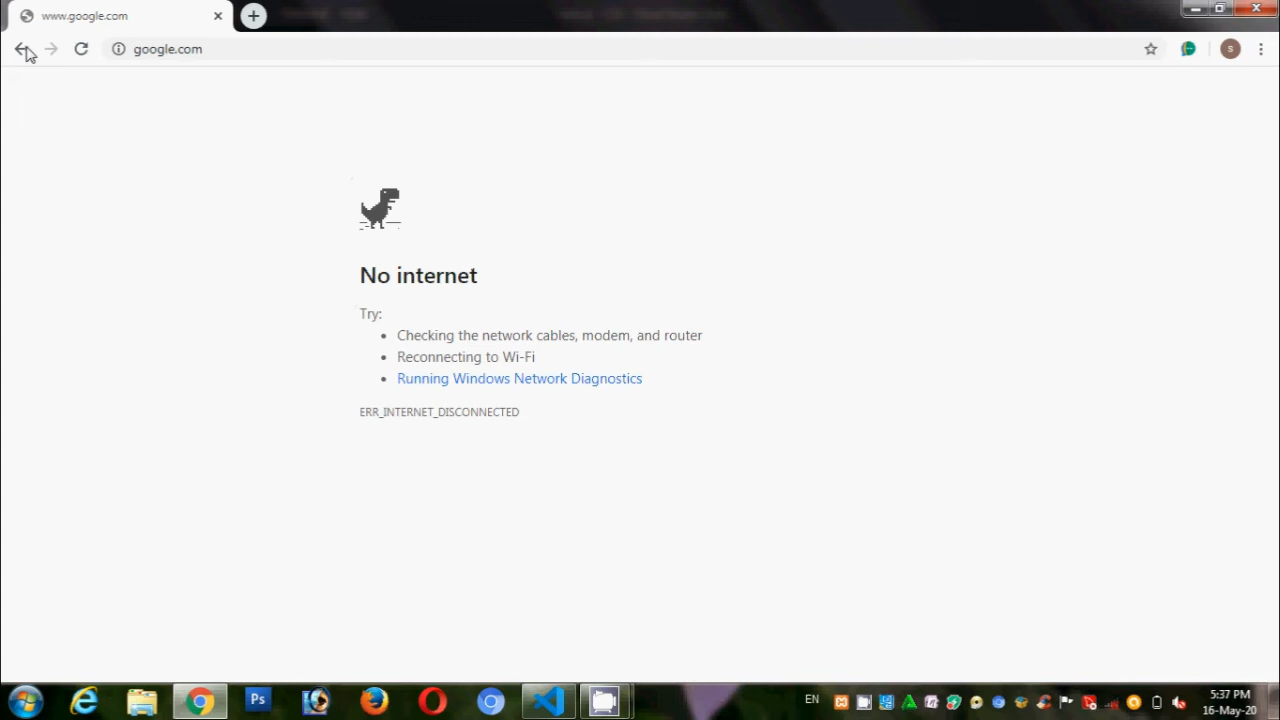 www.google.com
google.com
S
No internet
Try:
Checking the network cables, modem, and router
Reconnecting to Wi-Fi
Running Windows Network Diagnostics
ERR_INTERNET_DISCONNECTED
Ps
EN
5:37 PM
16-May-20